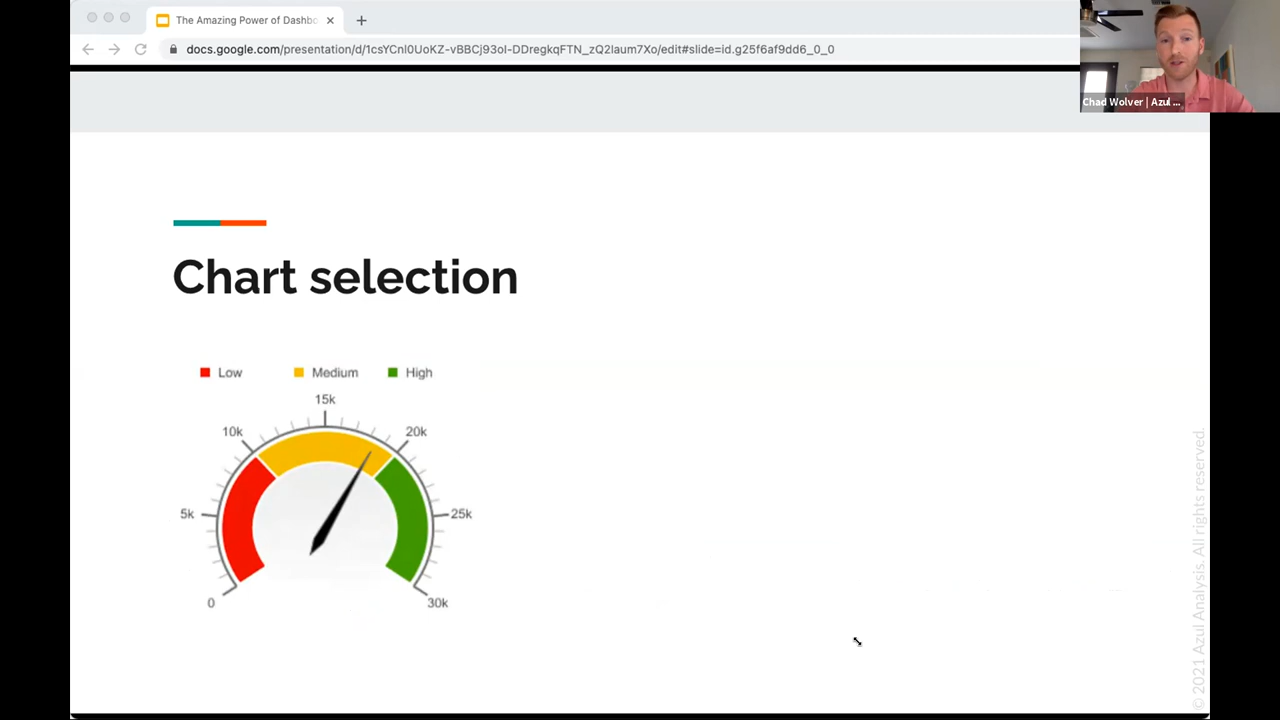 The Amazing Power of Dashbo
docs.google.com/presentation/d/1csYCnl0UoKZ-vBBCj93oI-DDregkqFTN_zQ2laum7Xo/edit#slide=id.g25f6af9dd6_0_0
Chad Wolver | Azul ...
Chart selection
Low Medium High
15k
10k 20k
5k 25k
0 30k
© 2021 Azul Analysis. All rights reserved.